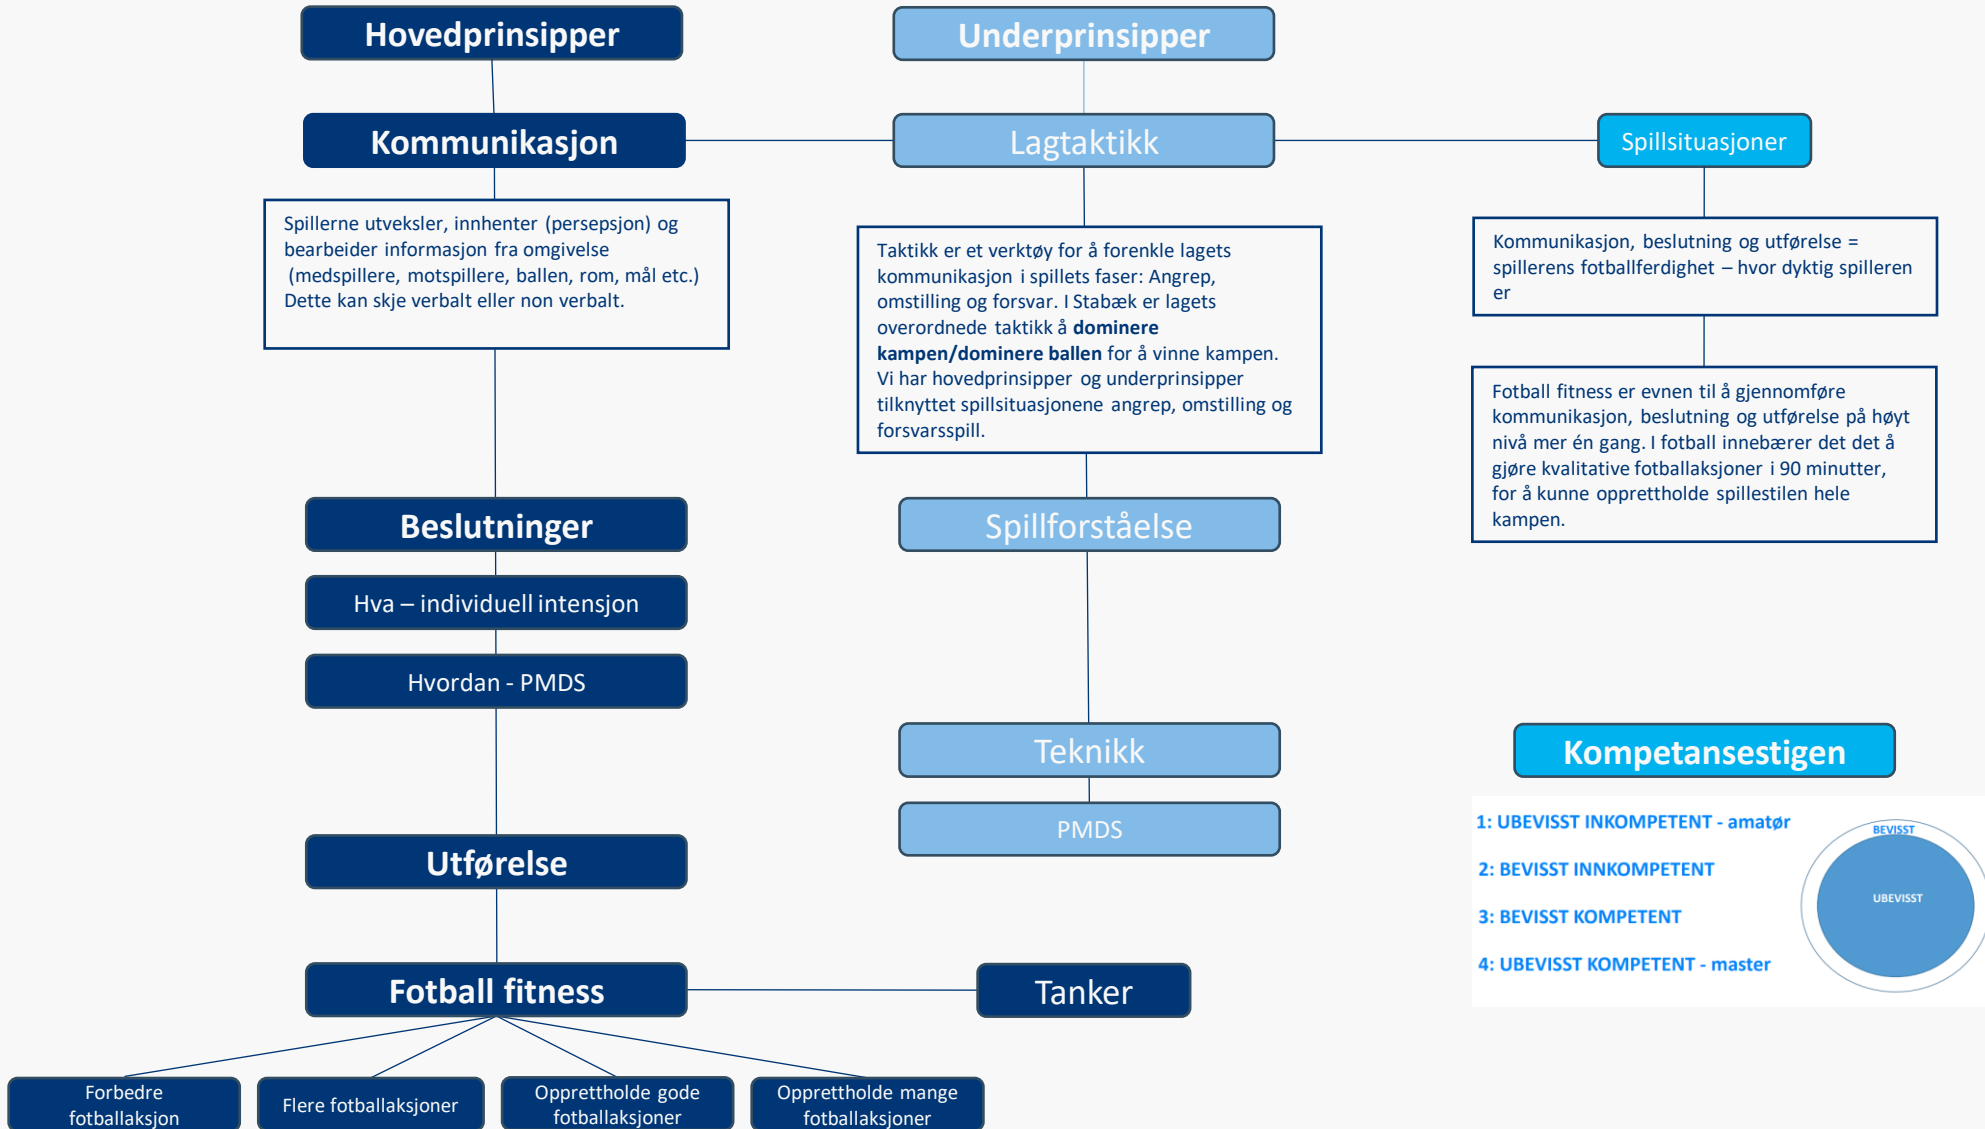 Hovedprinsipper
Underprinsipper
Kommunikasjon
Lagtaktikk
Spillsituasjoner
Spillerne utveksler, innhenter (persepsjon) og
bearbeider informasjon fra omgivelse
(medspillere, motspillere, ballen, rom, mål etc.)
Dette kan skje verbalt eller non verbalt.
Taktikk er et verktøy for å forenkle lagets
kommunikasjon i spillets faser: Angrep,
omstilling og forsvar. I Stabæk er lagets
overordnede taktikk å dominere
kampen/dominere ballen for å vinne kampen.
Vi har hovedprinsipper og underprinsipper
tilknyttet spillsituasjonene angrep, omstilling og
forsvarsspill.
Kommunikasjon, beslutning og utførelse =
spillerens fotballferdighet – hvor dyktig spilleren
er
Fotball fitness er evnen til å gjennomføre
kommunikasjon, beslutning og utførelse på høyt
nivå mer én gang. I fotball innebærer det det å
gjøre kvalitative fotballaksjoner i 90 minutter,
for å kunne opprettholde spillestilen hele
kampen.
Beslutninger
Spillforståelse
Hva – individuell intensjon
Hvordan - PMDS
Teknikk
PMDS
Kompetansestigen
1: UBEVISST INKOMPETENT - amatør
2: BEVISST INNKOMPETENT
3: BEVISST KOMPETENT
4: UBEVISST KOMPETENT - master
BEVISST
UBEVISST
Utførelse
Fotball fitness
Tanker
Forbedre
fotballaksjon
Flere fotballaksjoner
Opprettholde gode
fotballaksjoner
Opprettholde mange
fotballaksjoner